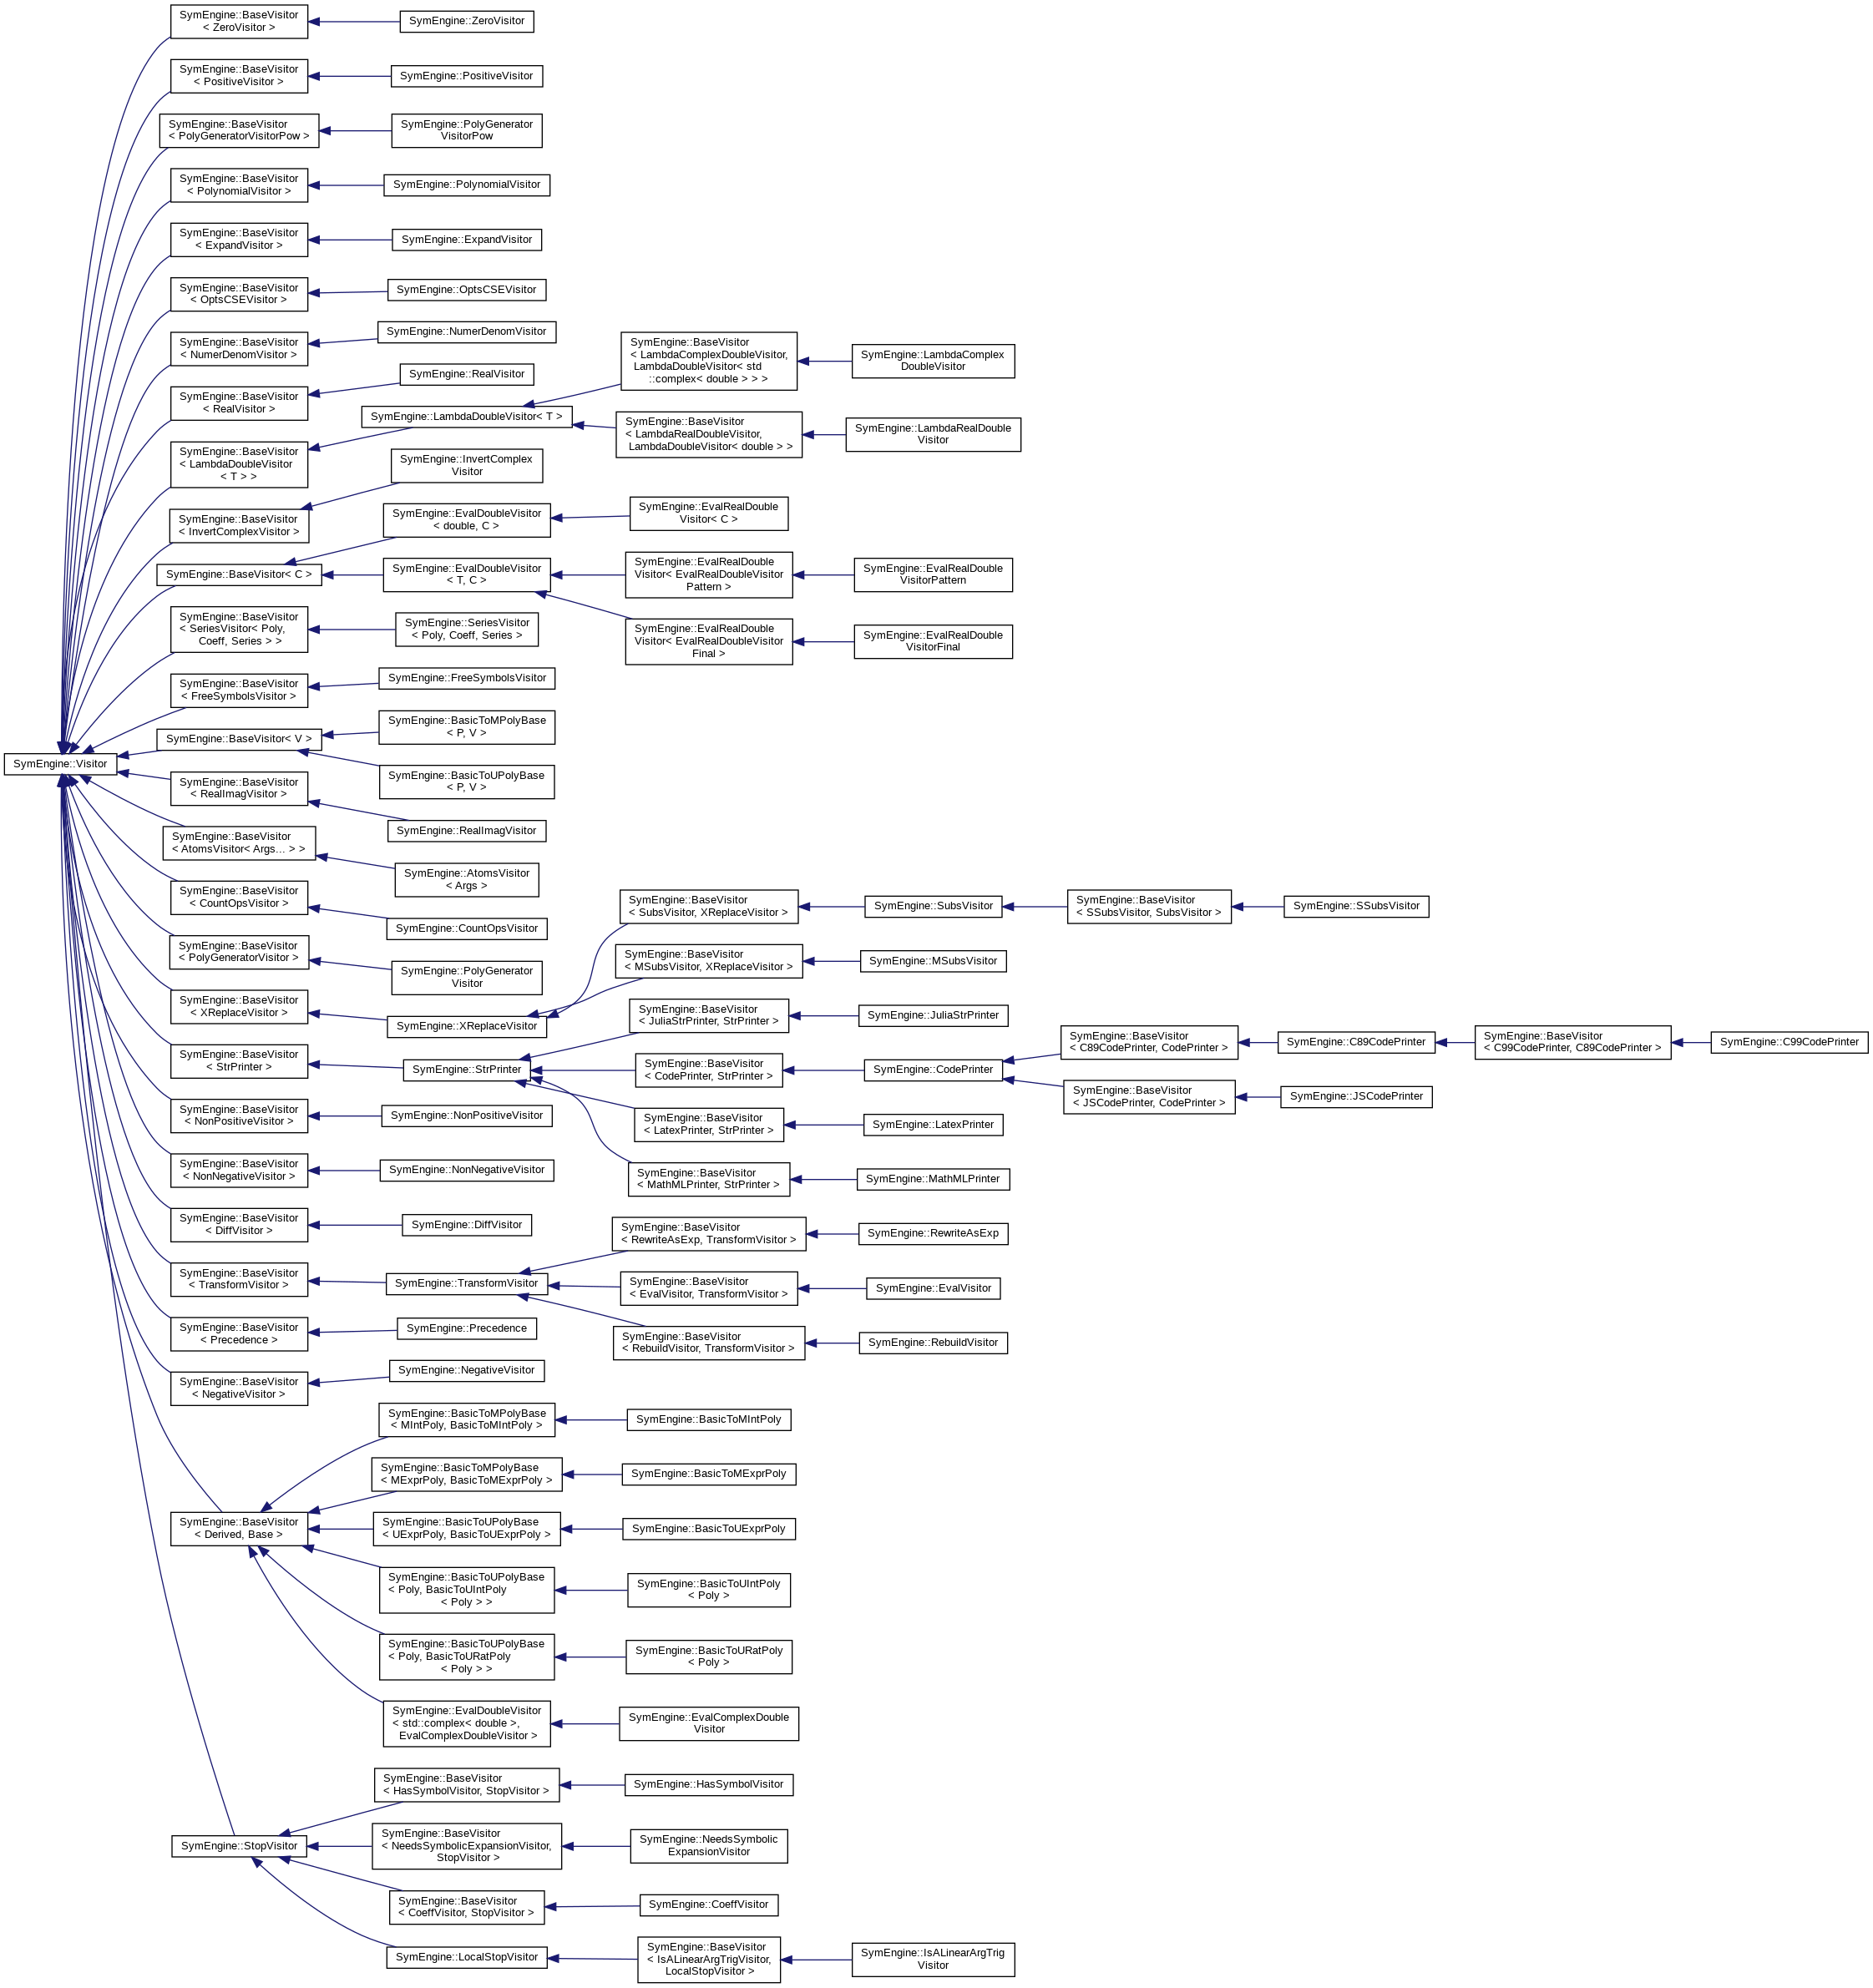 SymEngine::Visitor
SymEngine::BaseVisitor
< ZeroVisitor >
SymEngine::ZeroVisitor
SymEngine::BaseVisitor
< PositiveVisitor >
SymEngine::PositiveVisitor
SymEngine::BaseVisitor
< PolyGeneratorVisitorPow >
SymEngine::PolyGenerator
VisitorPow
SymEngine::BaseVisitor
< PolynomialVisitor >
SymEngine::PolynomialVisitor
SymEngine::BaseVisitor
< ExpandVisitor >
SymEngine::ExpandVisitor
SymEngine::BaseVisitor
< OptsCSEVisitor >
SymEngine::OptsCSEVisitor
SymEngine::BaseVisitor
< NumerDenomVisitor >
SymEngine::NumerDenomVisitor
SymEngine::BaseVisitor
< RealVisitor >
SymEngine::RealVisitor
SymEngine::BaseVisitor
< LambdaDoubleVisitor
< T > >
SymEngine::LambdaDoubleVisitor< T >
SymEngine::BaseVisitor
< LambdaComplexDoubleVisitor,
LambdaDoubleVisitor< std
::complex< double > > >
SymEngine::LambdaComplex
DoubleVisitor
SymEngine::BaseVisitor
< LambdaRealDoubleVisitor,
LambdaDoubleVisitor< double > >
SymEngine::LambdaRealDouble
Visitor
SymEngine::BaseVisitor
< InvertComplexVisitor >
SymEngine::InvertComplex
Visitor
SymEngine::BaseVisitor< C >
SymEngine::EvalDoubleVisitor
< double, C >
SymEngine::EvalRealDouble
Visitor< C >
SymEngine::EvalDoubleVisitor
< T, C >
SymEngine::EvalRealDouble
Visitor< EvalRealDoubleVisitor
Pattern >
SymEngine::EvalRealDouble
VisitorPattern
SymEngine::EvalRealDouble
Visitor< EvalRealDoubleVisitor
Final >
SymEngine::EvalRealDouble
VisitorFinal
SymEngine::BaseVisitor
< SeriesVisitor< Poly,
Coeff, Series > >
SymEngine::SeriesVisitor
< Poly, Coeff, Series >
SymEngine::BaseVisitor
< FreeSymbolsVisitor >
SymEngine::FreeSymbolsVisitor
SymEngine::BaseVisitor< V >
SymEngine::BasicToMPolyBase
< P, V >
SymEngine::BasicToUPolyBase
< P, V >
SymEngine::BaseVisitor
< RealImagVisitor >
SymEngine::RealImagVisitor
SymEngine::BaseVisitor
< AtomsVisitor< Args... > >
SymEngine::AtomsVisitor
< Args >
SymEngine::BaseVisitor
< CountOpsVisitor >
SymEngine::CountOpsVisitor
SymEngine::BaseVisitor
< PolyGeneratorVisitor >
SymEngine::PolyGenerator
Visitor
SymEngine::BaseVisitor
< XReplaceVisitor >
SymEngine::XReplaceVisitor
SymEngine::BaseVisitor
< SubsVisitor, XReplaceVisitor >
SymEngine::SubsVisitor
SymEngine::BaseVisitor
< SSubsVisitor, SubsVisitor >
SymEngine::SSubsVisitor
SymEngine::BaseVisitor
< MSubsVisitor, XReplaceVisitor >
SymEngine::MSubsVisitor
SymEngine::BaseVisitor
< StrPrinter >
SymEngine::StrPrinter
SymEngine::BaseVisitor
< JuliaStrPrinter, StrPrinter >
SymEngine::JuliaStrPrinter
SymEngine::BaseVisitor
< CodePrinter, StrPrinter >
SymEngine::CodePrinter
SymEngine::BaseVisitor
< C89CodePrinter, CodePrinter >
SymEngine::C89CodePrinter
SymEngine::BaseVisitor
< C99CodePrinter, C89CodePrinter >
SymEngine::C99CodePrinter
SymEngine::BaseVisitor
< JSCodePrinter, CodePrinter >
SymEngine::JSCodePrinter
SymEngine::BaseVisitor
< LatexPrinter, StrPrinter >
SymEngine::LatexPrinter
SymEngine::BaseVisitor
< MathMLPrinter, StrPrinter >
SymEngine::MathMLPrinter
SymEngine::BaseVisitor
< NonPositiveVisitor >
SymEngine::NonPositiveVisitor
SymEngine::BaseVisitor
< NonNegativeVisitor >
SymEngine::NonNegativeVisitor
SymEngine::BaseVisitor
< DiffVisitor >
SymEngine::DiffVisitor
SymEngine::BaseVisitor
< TransformVisitor >
SymEngine::TransformVisitor
SymEngine::BaseVisitor
< RewriteAsExp, TransformVisitor >
SymEngine::RewriteAsExp
SymEngine::BaseVisitor
< EvalVisitor, TransformVisitor >
SymEngine::EvalVisitor
SymEngine::BaseVisitor
< RebuildVisitor, TransformVisitor >
SymEngine::RebuildVisitor
SymEngine::BaseVisitor
< Precedence >
SymEngine::Precedence
SymEngine::BaseVisitor
< NegativeVisitor >
SymEngine::NegativeVisitor
SymEngine::BaseVisitor
< Derived, Base >
SymEngine::BasicToMPolyBase
< MIntPoly, BasicToMIntPoly >
SymEngine::BasicToMIntPoly
SymEngine::BasicToMPolyBase
< MExprPoly, BasicToMExprPoly >
SymEngine::BasicToMExprPoly
SymEngine::BasicToUPolyBase
< UExprPoly, BasicToUExprPoly >
SymEngine::BasicToUExprPoly
SymEngine::BasicToUPolyBase
< Poly, BasicToUIntPoly
< Poly > >
SymEngine::BasicToUIntPoly
< Poly >
SymEngine::BasicToUPolyBase
< Poly, BasicToURatPoly
< Poly > >
SymEngine::BasicToURatPoly
< Poly >
SymEngine::EvalDoubleVisitor
< std::complex< double >,
EvalComplexDoubleVisitor >
SymEngine::EvalComplexDouble
Visitor
SymEngine::StopVisitor
SymEngine::BaseVisitor
< HasSymbolVisitor, StopVisitor >
SymEngine::HasSymbolVisitor
SymEngine::BaseVisitor
< NeedsSymbolicExpansionVisitor,
StopVisitor >
SymEngine::NeedsSymbolic
ExpansionVisitor
SymEngine::BaseVisitor
< CoeffVisitor, StopVisitor >
SymEngine::CoeffVisitor
SymEngine::LocalStopVisitor
SymEngine::BaseVisitor
< IsALinearArgTrigVisitor,
LocalStopVisitor >
SymEngine::IsALinearArgTrig
Visitor